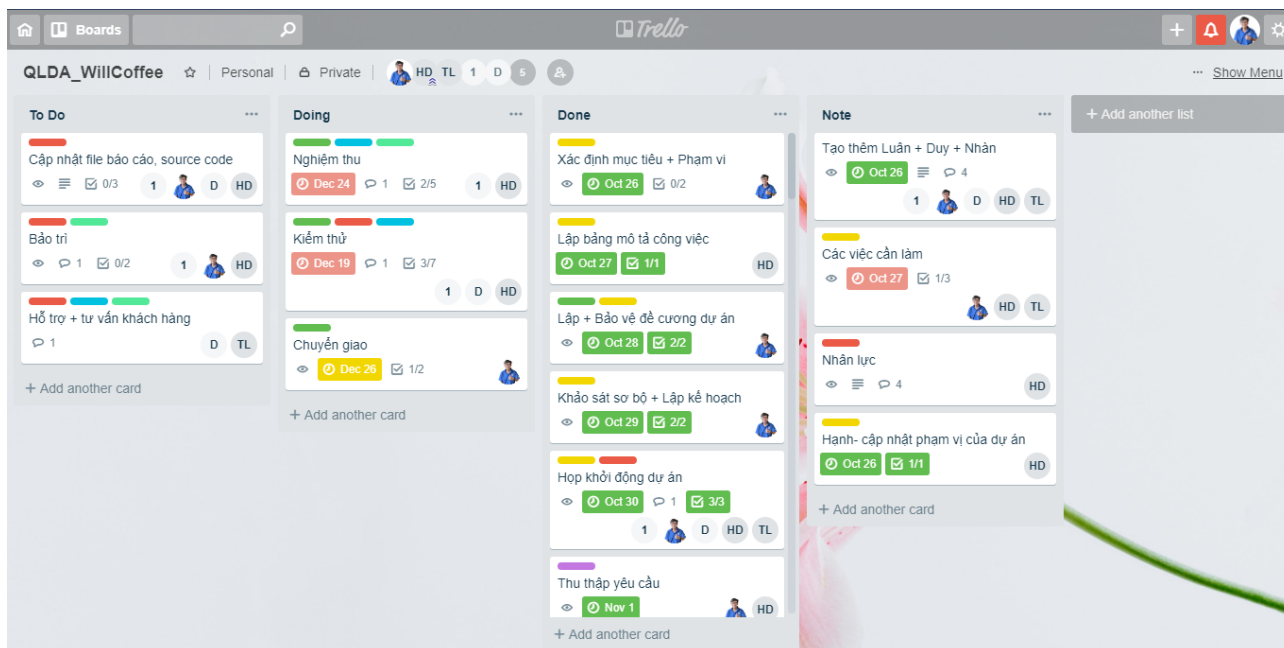 Boards
Trello
QLDA_WillCoffee
Personal
Private
HD TL 1 D 5
Show Menu
To Do
Cập nhật file báo cáo, source code
0/3 1 D HD
Bảo trì
1 0/2 1 HD
Hỗ trợ + tư vấn khách hàng
1 D TL
+ Add another card
Doing
Nghiệm thu
Dec 24 1 2/5 1 HD
Kiểm thử
Dec 19 1 3/7
1 D HD
Chuyển giao
Dec 26 1/2
+ Add another card
Done
Xác định mục tiêu + Phạm vi
Oct 26 0/2
Lập bảng mô tả công việc
Oct 27 1/1 HD
Lập + Bảo vệ đề cương dự án
Oct 28 2/2
Khảo sát sơ bộ + Lập kế hoạch
Oct 29 2/2
Họp khởi động dự án
Oct 30 1 3/3
1 D HD TL
Thu thập yêu cầu
Nov 1 HD
+ Add another card
Note
Tạo thêm Luân + Duy + Nhàn
Oct 26 4
1 D HD TL
Các việc cần làm
Oct 27 1/3
HD TL
Nhân lực
4 HD
Hạnh- cập nhật phạm vị của dự án
Oct 26 1/1 HD
+ Add another card
+ Add another list